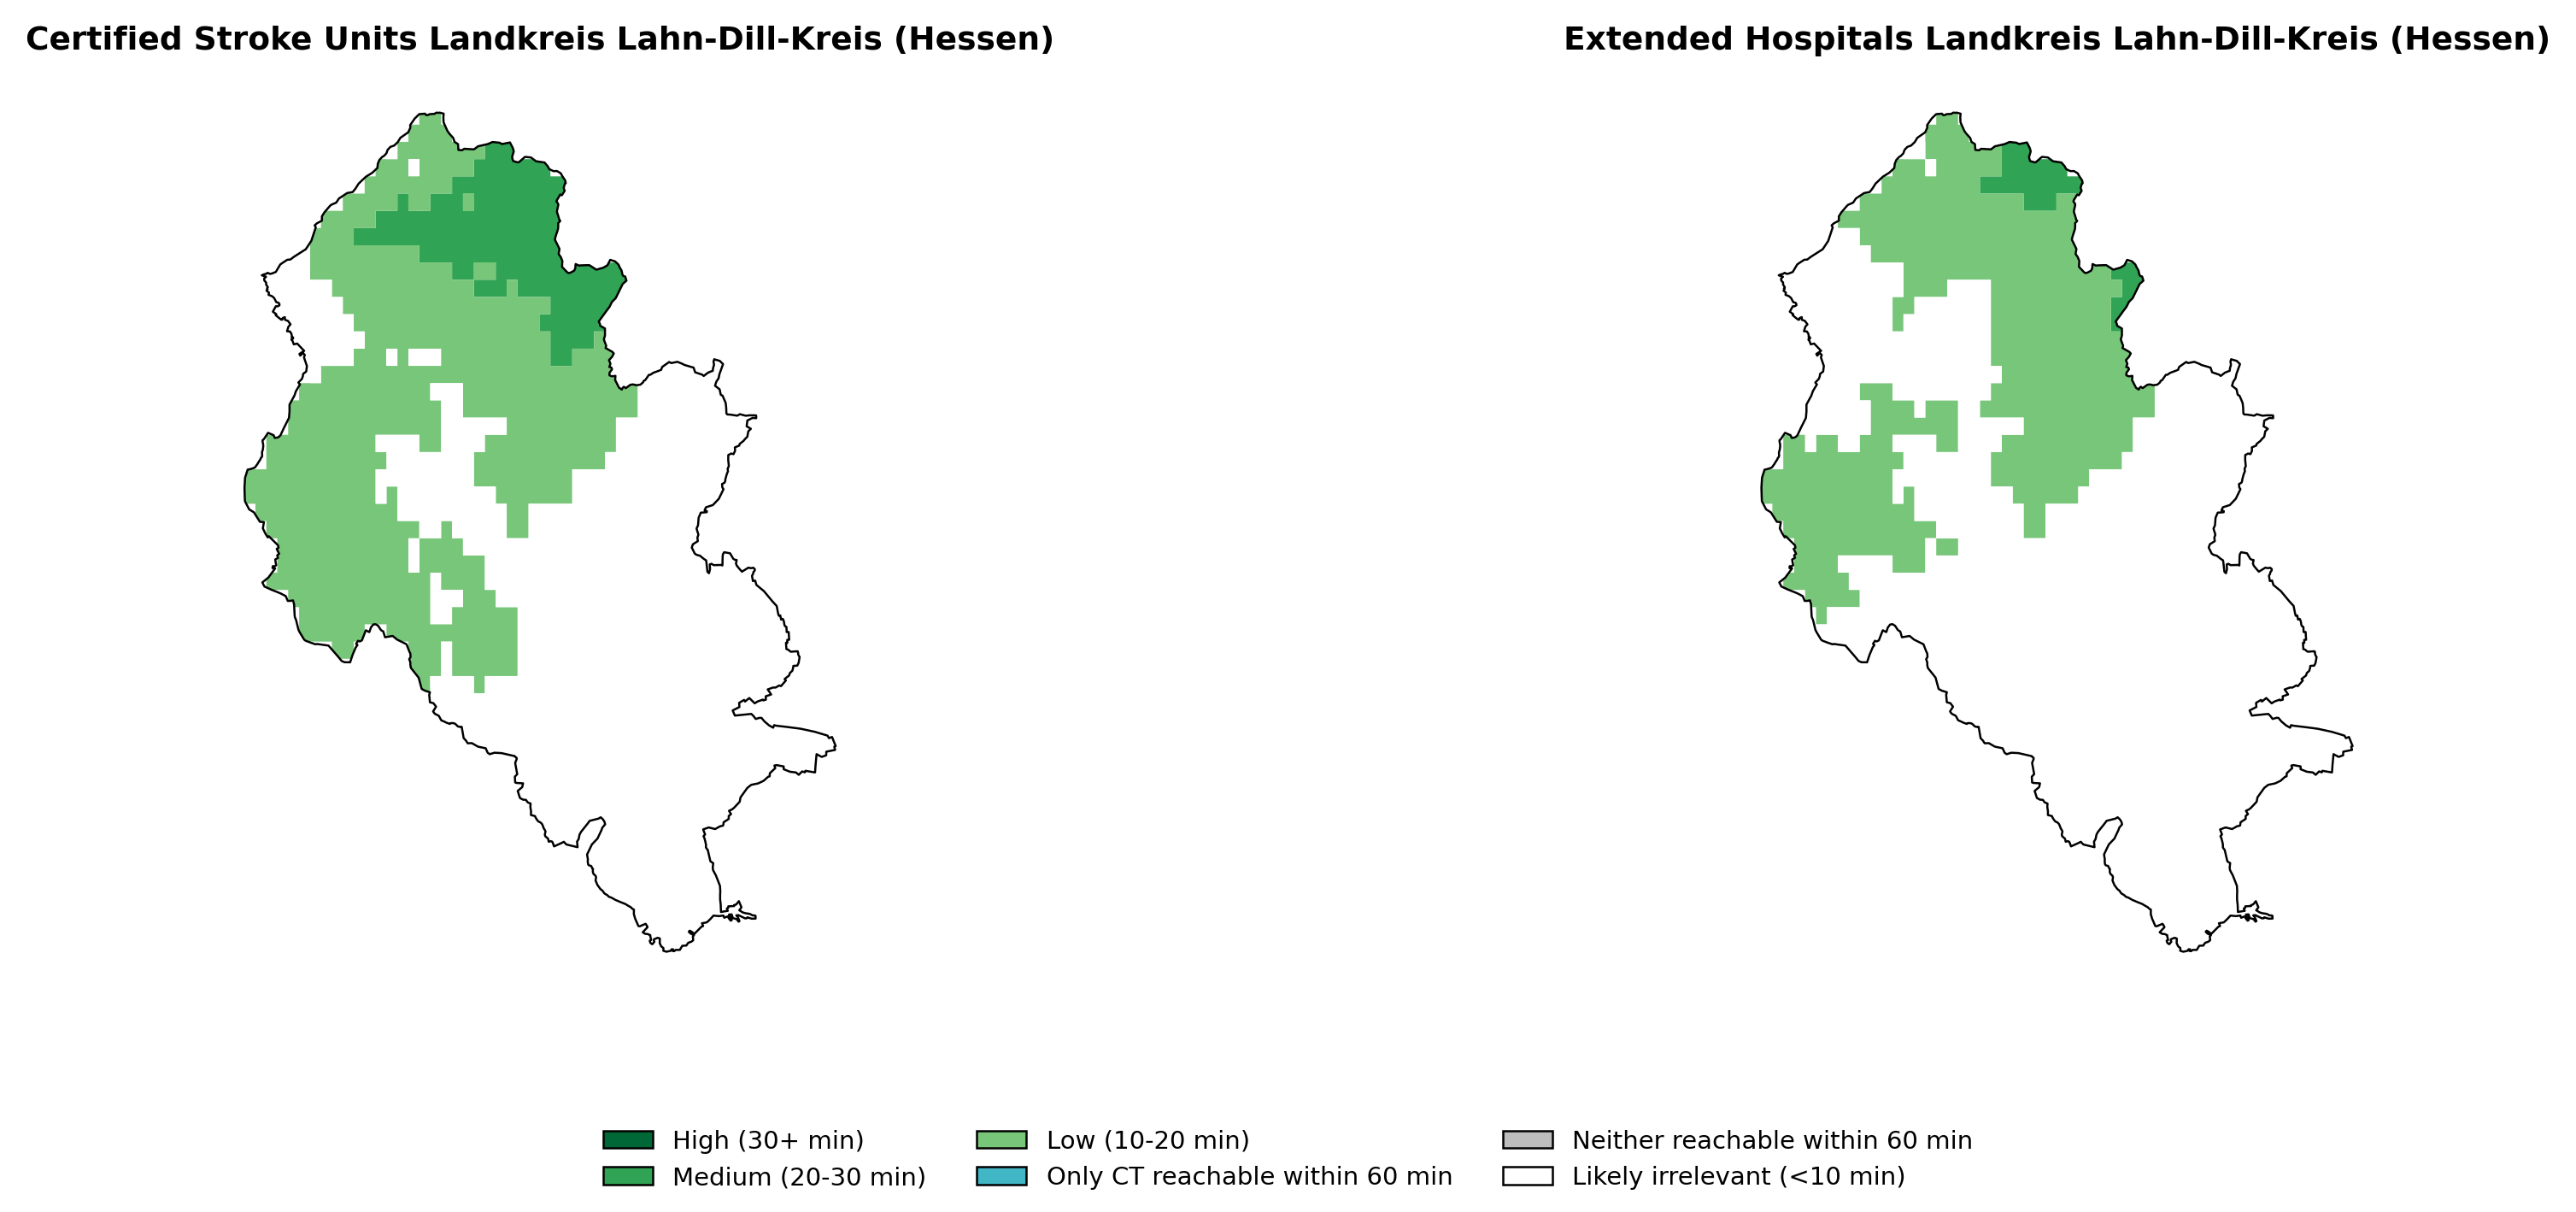 Certified Stroke Units Landkreis Lahn-Dill-Kreis (Hessen)
Extended Hospitals Landkreis Lahn-Dill-Kreis (Hessen)
High (30+ min)
Medium (20-30 min)
Low (10-20 min)
Only CT reachable within 60 min
Neither reachable within 60 min
Likely irrelevant (<10 min)